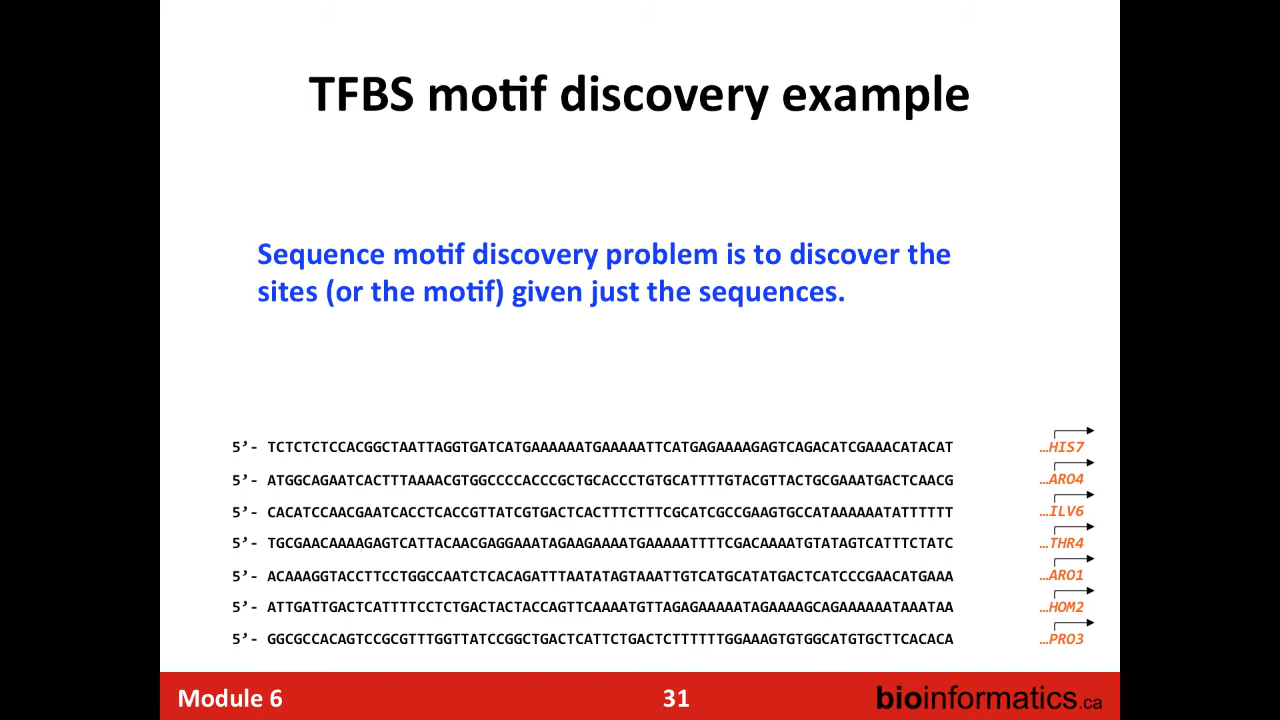 TFBS motif discovery example
Sequence motif discovery problem is to discover the
sites (or the motif) given just the sequences.
5’- TCTCTCTCCACGGCTAATTAGGTGATCATGAAAAAATGAAAAATTCATGAGAAAAGAGTCAGACATCGAAACATACAT …HIS7
5’- ATGGCAGAATCACTTTAAAACGTGGCCCCACCCGCTGCACCCTGTGCATTTTGTACGTTACTGCGAAATGACTCAACG …ARO4
5’- CACATCCAACGAATCACCTCACCGTTATCGTGACTCACTTTCTTTCGCATCGCCGAAGTGCCATAAAAAATATTTTTT …ILV6
5’- TGCGAACAAAAGAGTCATTACAACGAGGAAATAGAAGAAAATGAAAAATTTTCGACAAAATGTATAGTCATTTCTATC …THR4
5’- ACAAAGGTACCTTCCTGGCCAATCTCACAGATTTAATATAGTAAATTGTCATGCATATGACTCATCCCGAACATGAAA …ARO1
5’- ATTGATTGACTCATTTTCCTCTGACTACTACCAGTTCAAAATGTTAGAGAAAAATAGAAAAGCAGAAAAAATAAATAA …HOM2
5’- GGCGCCACAGTCCGCGTTTGGTTATCCGGCTGACTCATTCTGACTCTTTTTTGGAAAGTGTGGCATGTGCTTCACACA …PRO3
Module 6 31 bioinformatics.ca